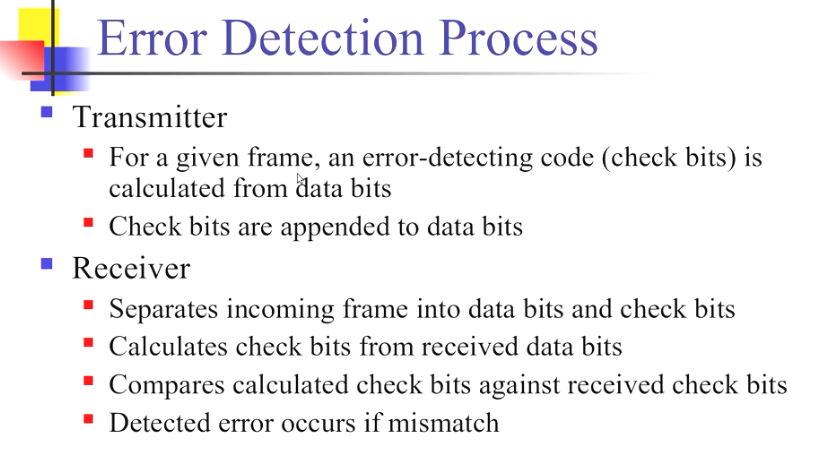 Error Detection Process
Transmitter
For a given frame, an error-detecting code (check bits) is
calculated from data bits
Check bits are appended to data bits
Receiver
Separates incoming frame into data bits and check bits
Calculates check bits from received data bits
Compares calculated check bits against received check bits
Detected error occurs if mismatch